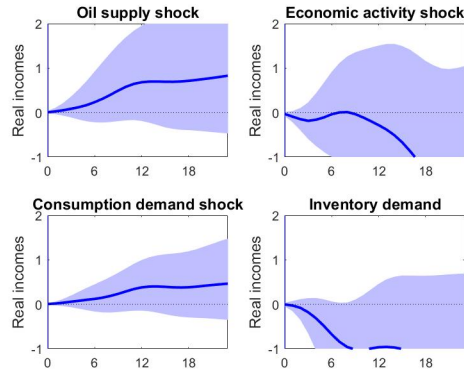 Oil supply shock
Real incomes
2
1
0
-1
0 6 12 18
Economic activity shock
Real incomes
2
1
0
-1
0 6 12 18
Consumption demand shock
Real incomes
2
1
0
-1
0 6 12 18
Inventory demand
Real incomes
2
1
0
-1
0 6 12 18